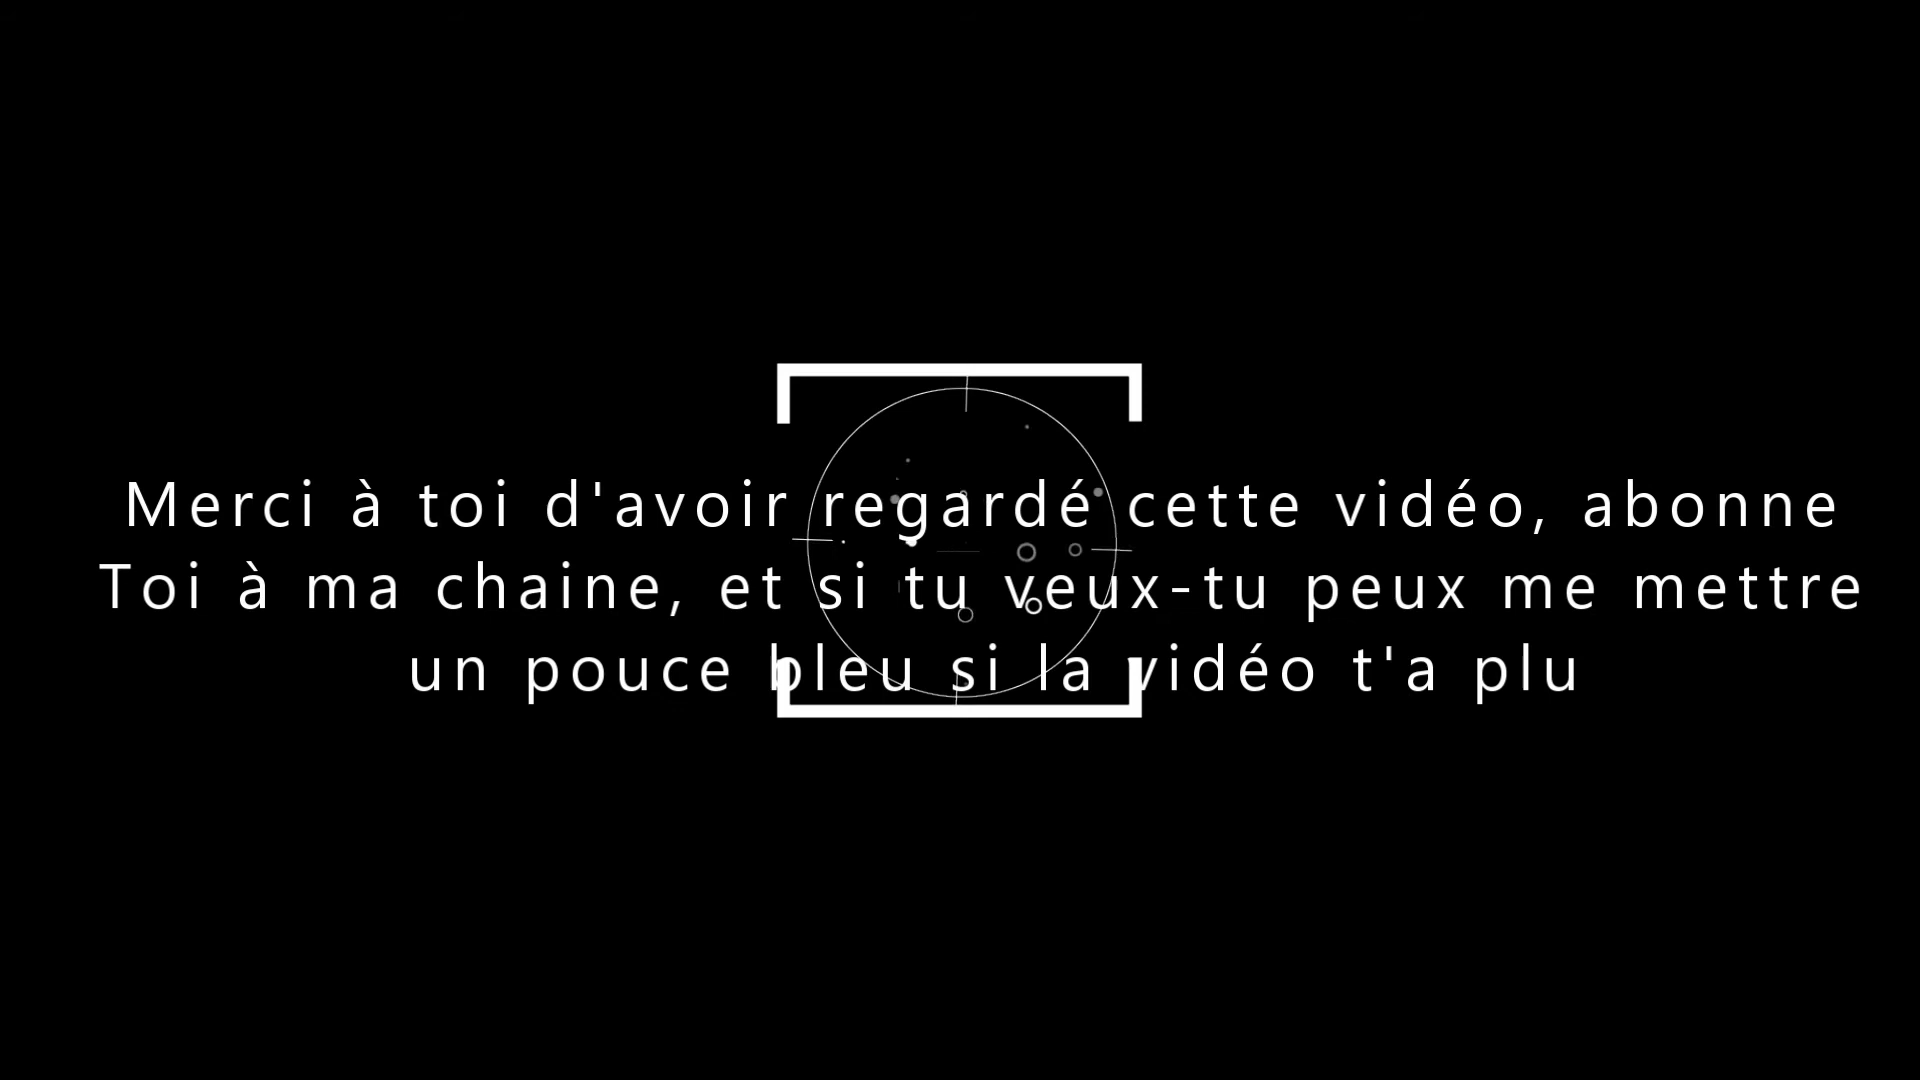 Merci à toi d'avoir regardé cette vidéo, abonne
Toi à ma chaine, et si tu veux-tu peux me mettre
un pouce bleu si la vidéo t'a plu